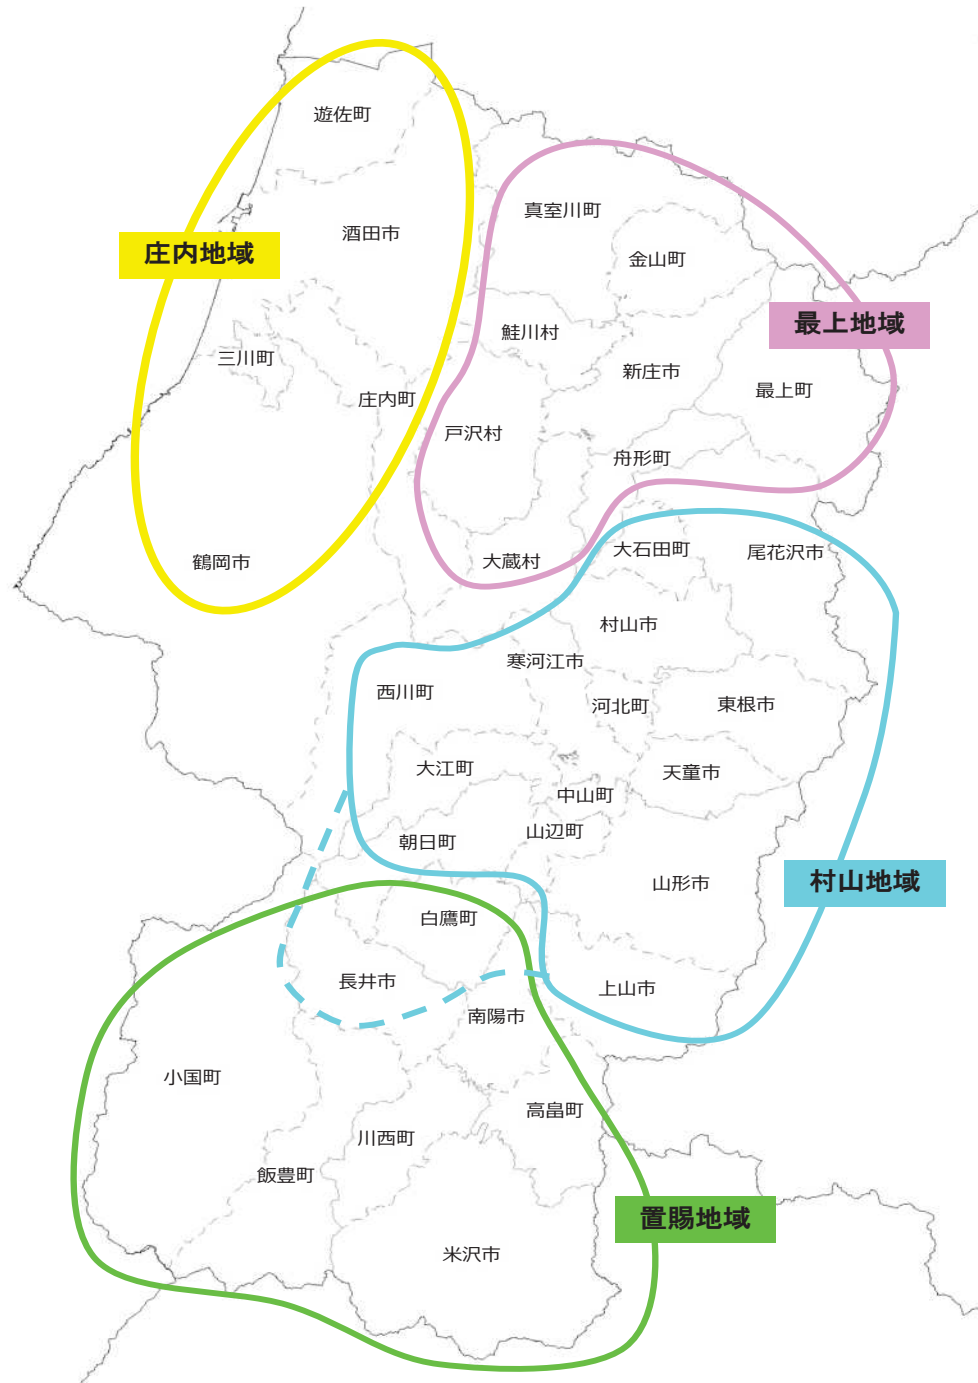 遊佐町
酒田市
庄内地域
三川町
庄内町
鶴岡市
真室川町
金山町
最上地域
鮭川村
新庄市
最上町
戸沢村
舟形町
大蔵村
大石田町
尾花沢市
村山市
寒河江市
西川町
河北町
東根市
大江町
天童市
中山町
朝日町
山辺町
山形市
村山地域
上山市
白鷹町
長井市
南陽市
小国町
高畠町
川西町
飯豊町
置賜地域
米沢市